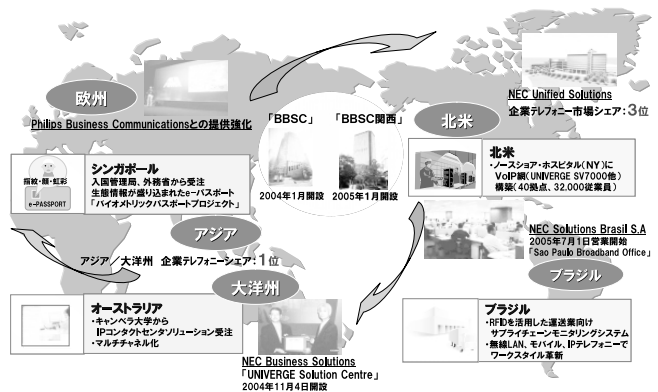 欧州
Philips Business Communicationsとの提供強化
「BBSC」
「BBSC関西」
2004年1月開設
2005年1月開設
NEC Unified Solutions
企業テレフォニー市場シェア:3位
北米
北米
・ノースショア・ホスピタル(NY)に
VoIP網(UNIVERGE SV7000他)
構築(40拠点、32,000従業員)
指紋・顔・虹彩
e-PASSPORT
シンガポール
入国管理局、外務省から受注
生態情報が盛り込まれたe-パスポート
「バイオメトリックパスポートプロジェクト」
アジア
アジア/大洋州 企業テレフォニーシェア:1位
大洋州
NEC Solutions Brasil S.A
2005年7月1日営業開始
「Sao Paulo Broadband Office」
ブラジル
オーストラリア
・キャンベラ大学から
IPコンタクトセンタソリューション受注
・マルチチャネル化
NEC Business Solutions
「UNIVERGE Solution Centre」
2004年11月4日開設
ブラジル
・RFIDを活用した運送業向け
サプライチェーンモニタリングシステム
・無線LAN、モバイル、IPテレフォニーで
ワークスタイル革新